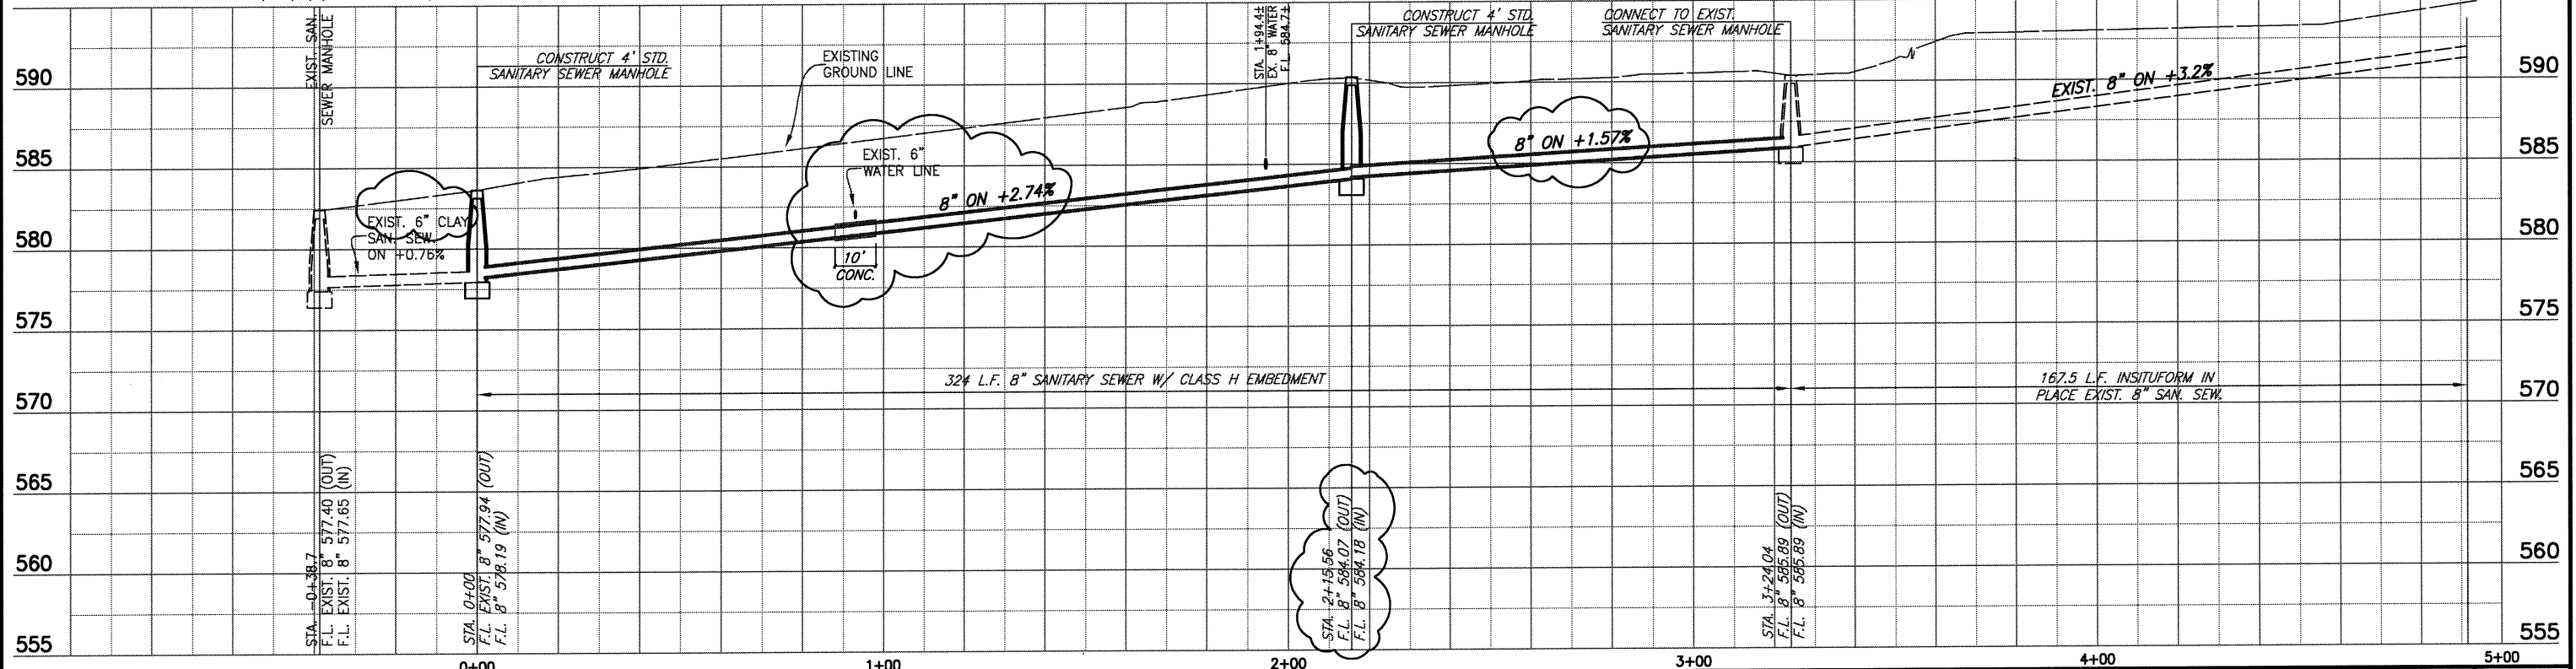 EXIST. SAN.
SEWER MANHOLE
CONSTRUCT 4' STD.
SANITARY SEWER MANHOLE
EXISTING
GROUND LINE
STA. 1+94.4±
EX. 8" WATER
F.L. 584.7±
CONSTRUCT 4' STD.
SANITARY SEWER MANHOLE
CONNECT TO EXIST.
SANITARY SEWER MANHOLE
590
590
EXIST. 8" ON +3.2%
585
EXIST. 6"
WATER LINE
8" ON +1.57%
585
8" ON +2.74%
EXIST. 6" CLAY
SAN. SEW.
ON +0.76%
580
580
10'
CONC.
575
575
324 L.F. 8" SANITARY SEWER W/ CLASS H EMBEDMENT
167.5 L.F. INSITUFORM IN
PLACE EXIST. 8" SAN. SEW.
570
570
565
565
560
560
555
555
STA. -0+38.7
F.L. EXIST. 8" 577.40 (OUT)
F.L. EXIST. 8" 577.65 (IN)
STA. 0+00
F.L. EXIST. 8" 577.94 (OUT)
F.L. 8" 578.19 (IN)
STA. 2+15.56
F.L. 8" 584.07 (OUT)
F.L. 8" 584.18 (IN)
STA. 3+24.04
F.L. 8" 585.89 (OUT)
F.L. 8" 585.89 (IN)
0+00
1+00
2+00
3+00
4+00
5+00